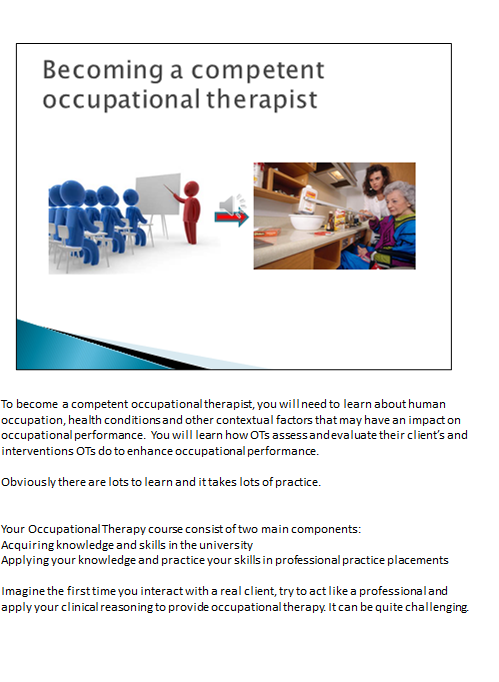 Becoming a competent
occupational therapist
To become a competent occupational therapist, you will need to learn about human
occupation, health conditions and other contextual factors that may have an impact on
occupational performance. You will learn how OTs assess and evaluate their client's and
interventions OTs do to enhance occupational performance.
Obviously there are lots to learn and it takes lots of practice.
Your Occupational Therapy course consist of two main components:
Acquiring knowledge and skills in the university
Applying your knowledge and practice your skills in professional practice placements
Imagine the first time you interact with a real client, try to act like a professional and
apply your clinical reasoning to provide occupational therapy. It can be quite challenging.